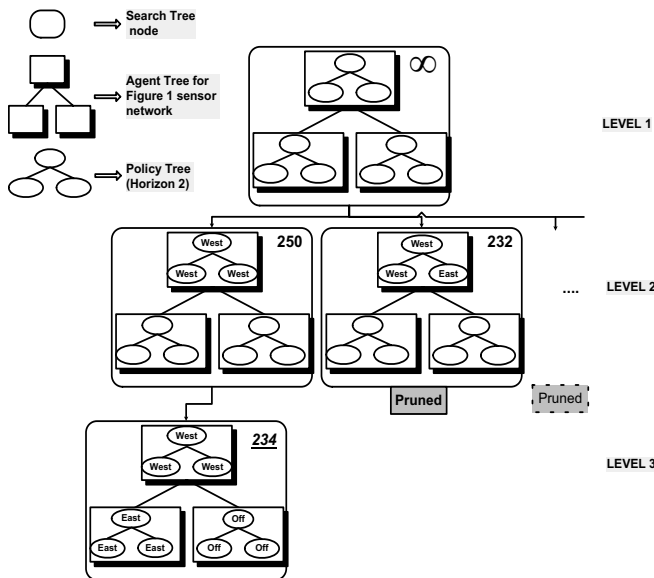 Search Tree
node
Agent Tree for
Figure 1 sensor
network
Policy Tree
(Horizon 2)
∞
LEVEL 1
250
West
West West
232
West
West East
....
LEVEL 2
Pruned
Pruned
234
West
West West
East
East East
Off
Off Off
LEVEL 3